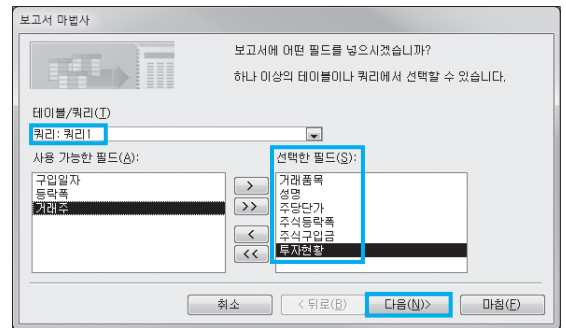 보고서 마법사
보고서에 어떤 필드를 넣으시겠습니까?
하나 이상의 테이블이나 쿼리에서 선택할 수 있습니다.
테이블/쿼리(T)
쿼리: 쿼리1
사용 가능한 필드(A):
선택한 필드(S):
구입일자
등락폭
거래주
>
>>
<
<<
거래품목
성명
주당단가
주식등락폭
주식구입금
투자현황
취소
< 뒤로(B)
다음(N)>
마침(F)